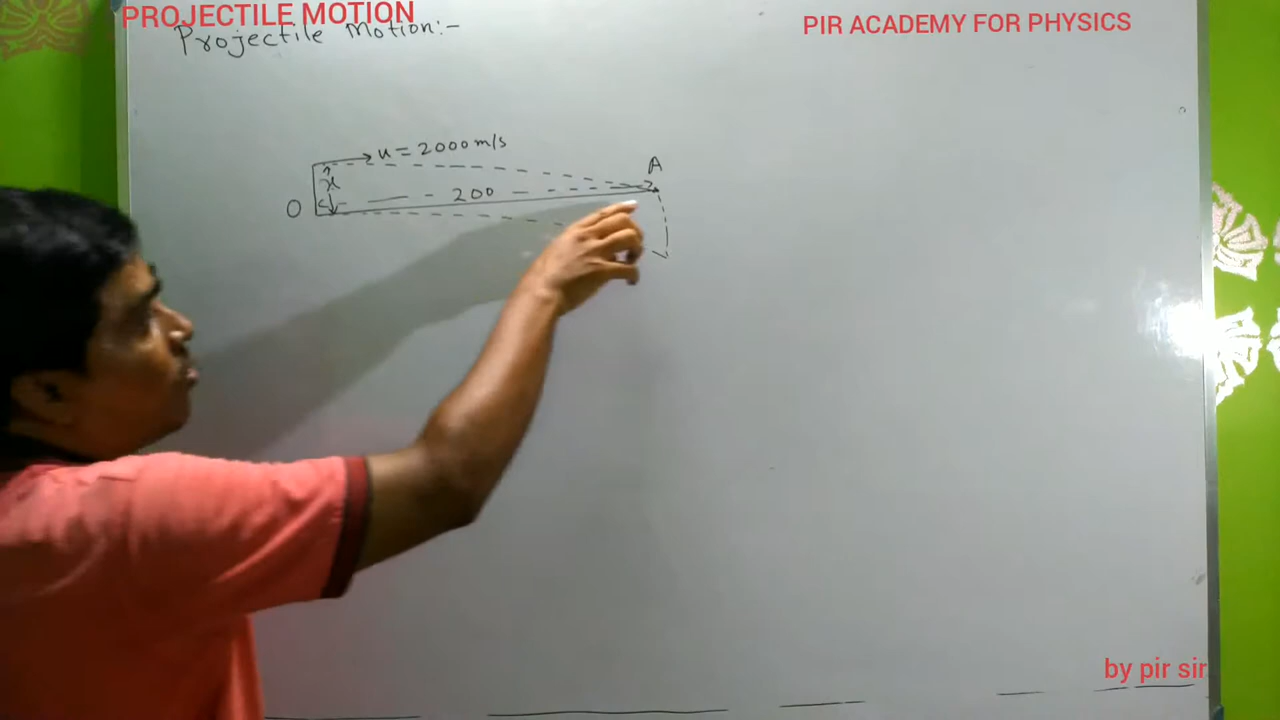 PROJECTILE MOTION
PIR ACADEMY FOR PHYSICS
Projectile Motion:-
u = 2000 m/s
A
x
200
O
by pir sir